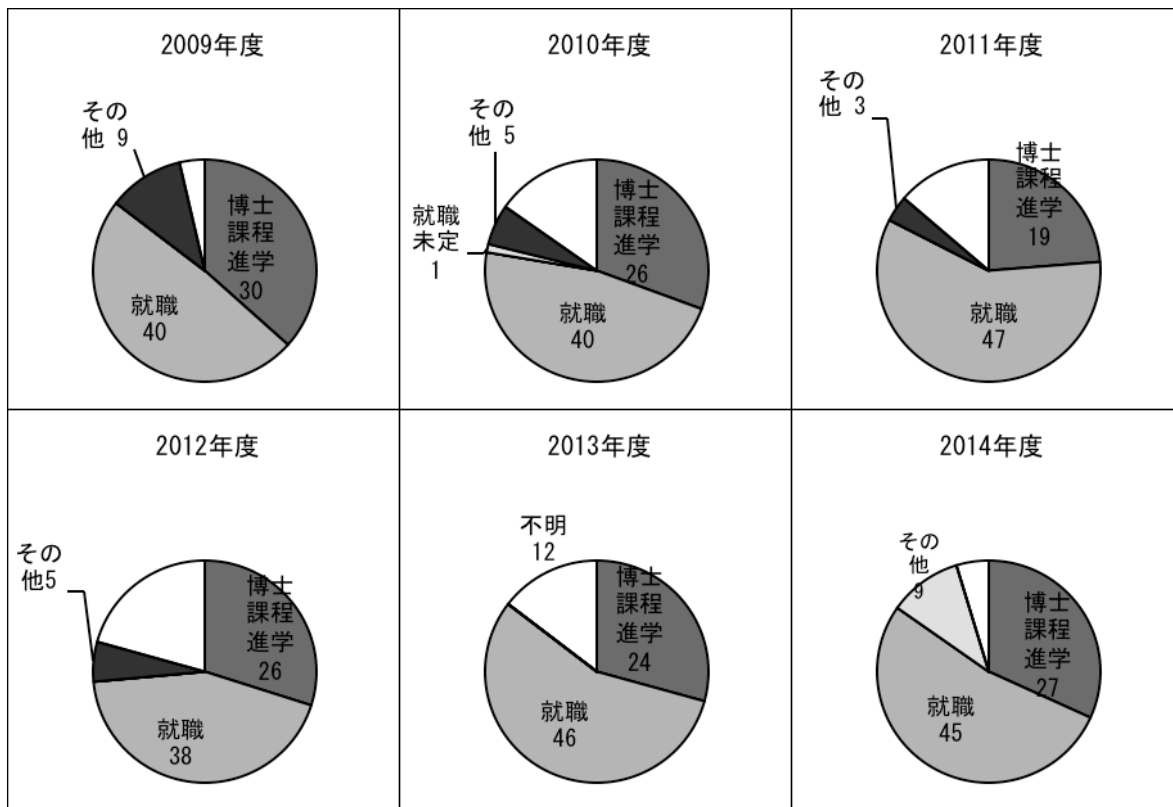 2009年度
その
他 9
博士
課程
進学
30
就職
40
2010年度
その
他 5
就職
未定
1
博士
課程
進学
26
就職
40
2011年度
その
他 3
博士
課程
進学
19
就職
47
2012年度
その
他5
博士
課程
進学
26
就職
38
2013年度
不明
12
博士
課程
進学
24
就職
46
2014年度
その
他
9
博士
課程
進学
27
就職
45